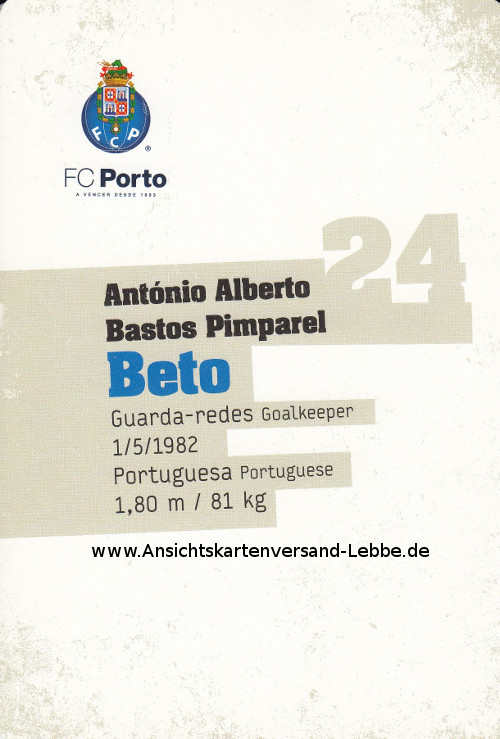 FCP
®
FC Porto
A VENCER DESDE 1893
24
António Alberto
Bastos Pimparel
Beto
Guarda-redes Goalkeeper
1/5/1982
Portuguesa Portuguese
1,80 m / 81 kg
www.Ansichtskartenversand-Lebbe.de